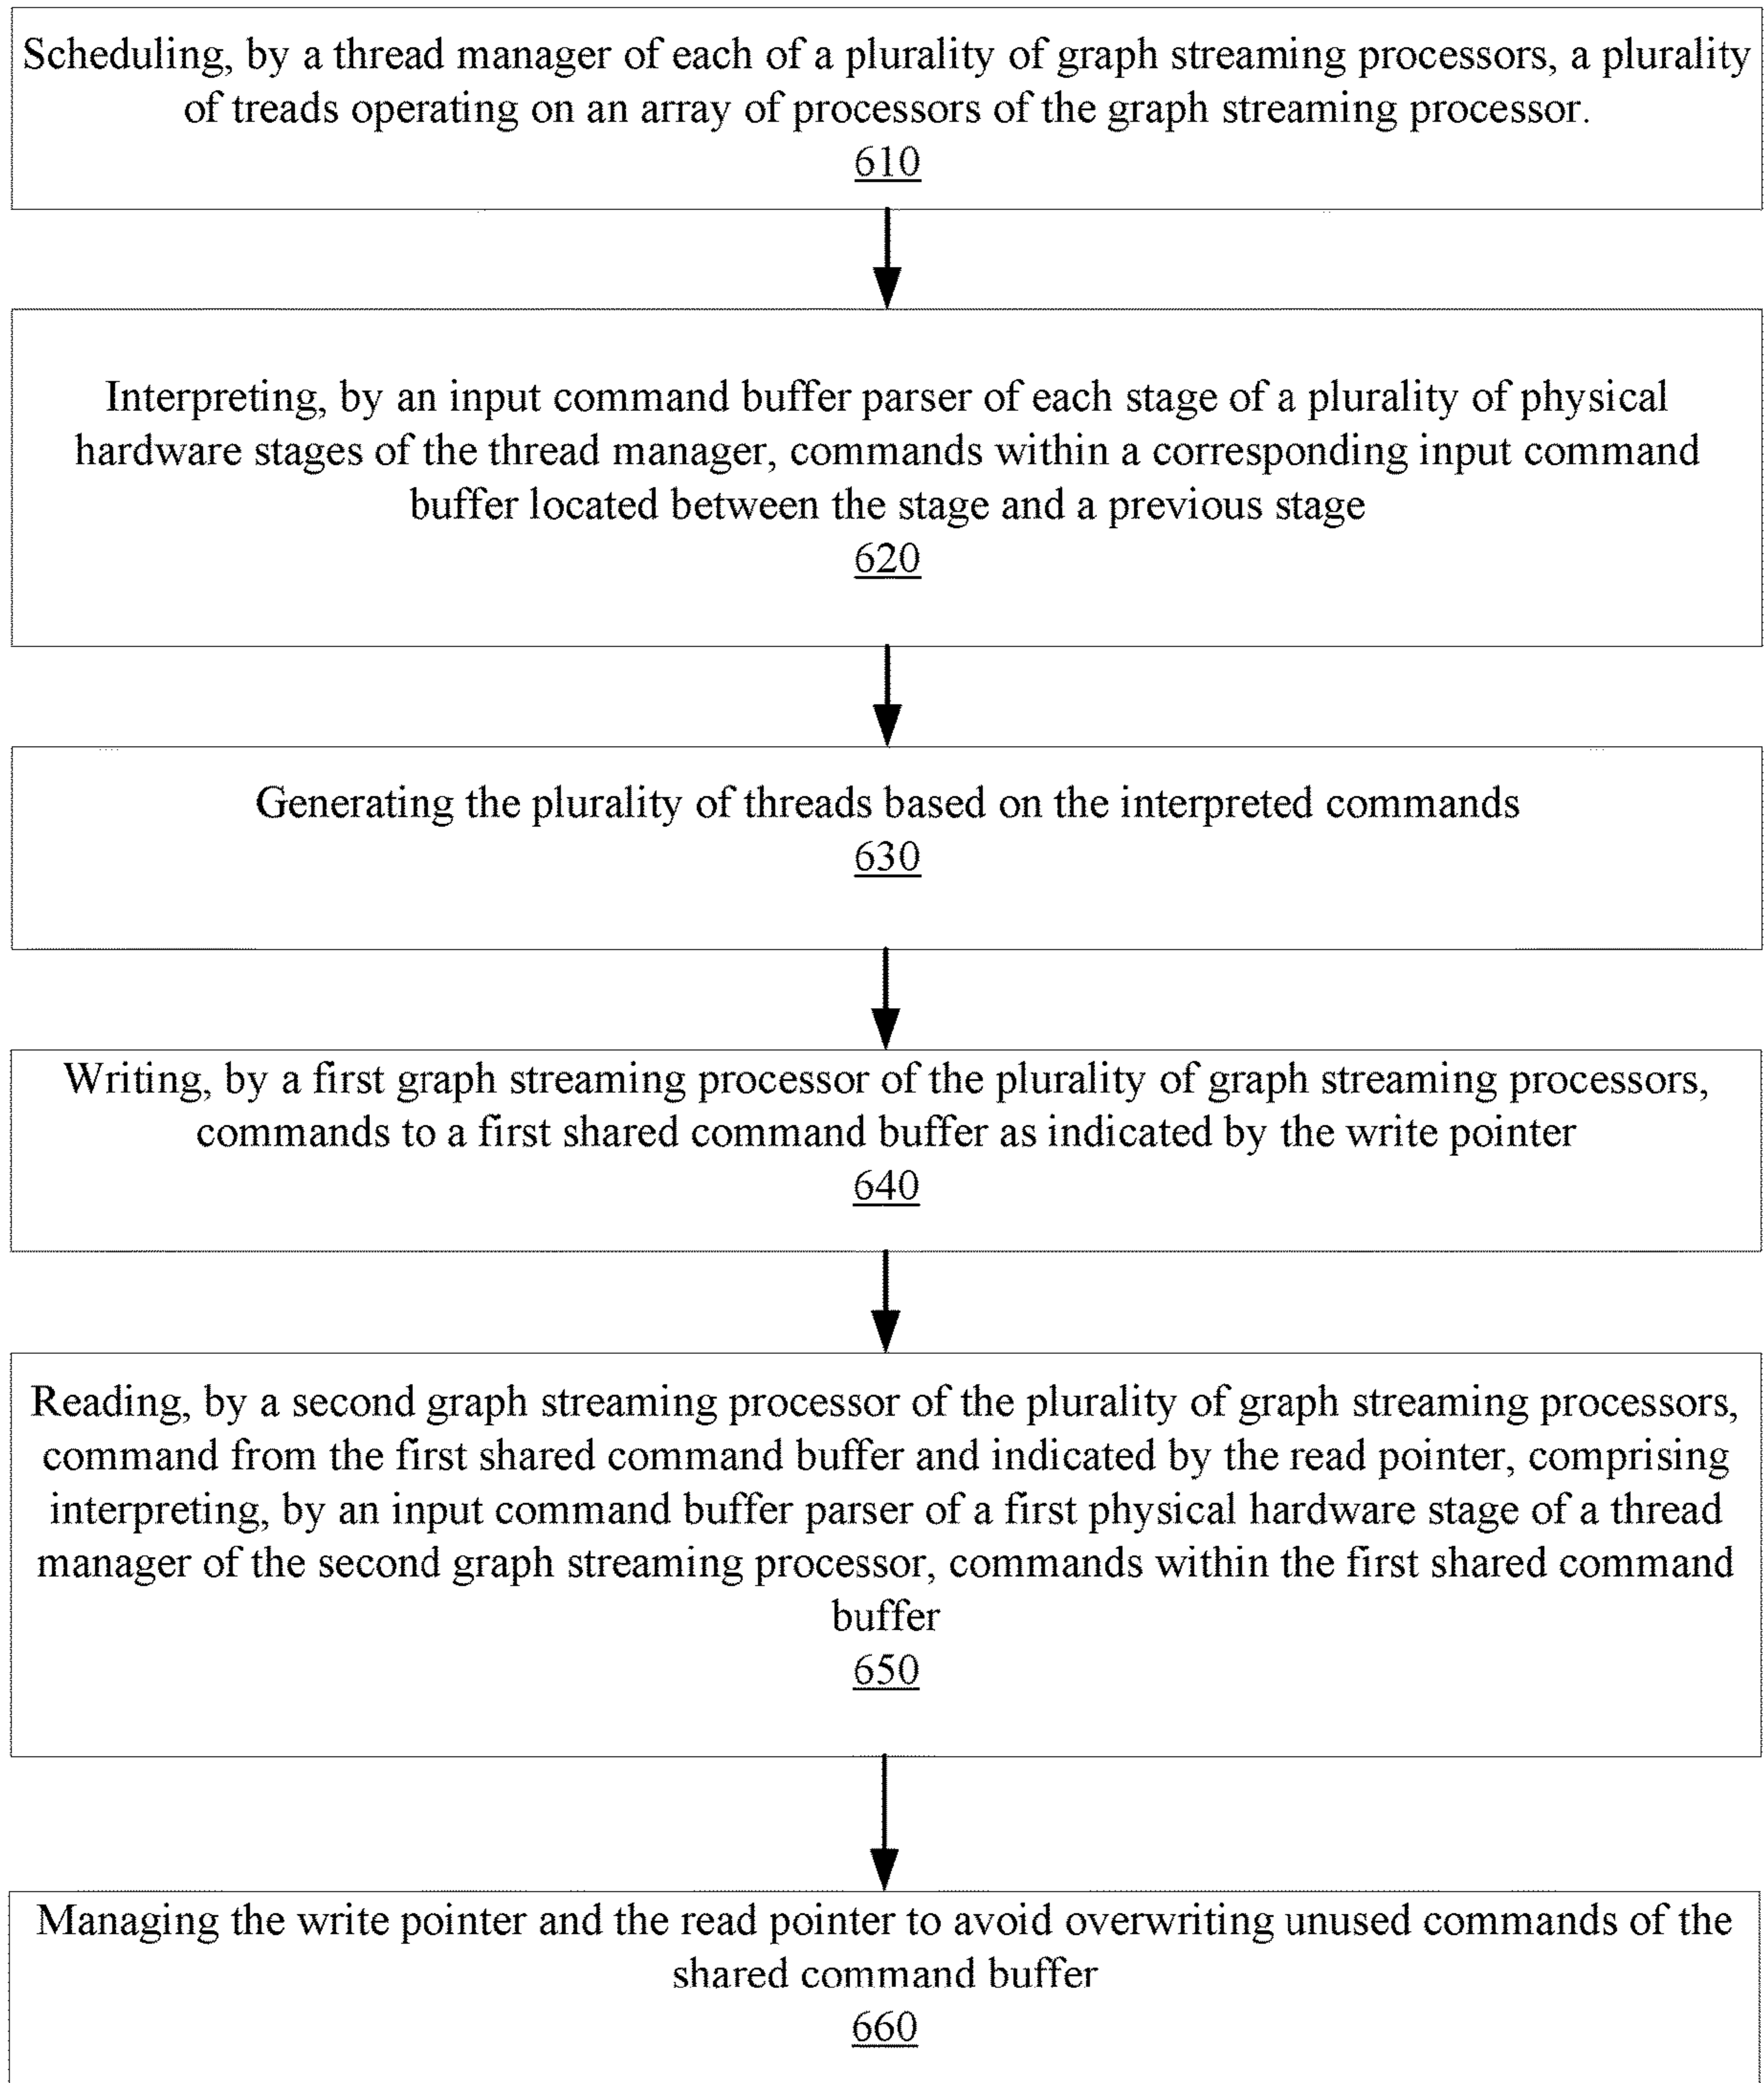 Scheduling, by a thread manager of each of a plurality of graph streaming processors, a plurality
of treads operating on an array of processors of the graph streaming processor.
610
Interpreting, by an input command buffer parser of each stage of a plurality of physical
hardware stages of the thread manager, commands within a corresponding input command
buffer located between the stage and a previous stage
620
Generating the plurality of threads based on the interpreted commands
630
Writing, by a first graph streaming processor of the plurality of graph streaming processors,
commands to a first shared command buffer as indicated by the write pointer
640
Reading, by a second graph streaming processor of the plurality of graph streaming processors,
command from the first shared command buffer and indicated by the read pointer, comprising
interpreting, by an input command buffer parser of a first physical hardware stage of a thread
manager of the second graph streaming processor, commands within the first shared command
buffer
650
Managing the write pointer and the read pointer to avoid overwriting unused commands of the
shared command buffer
660